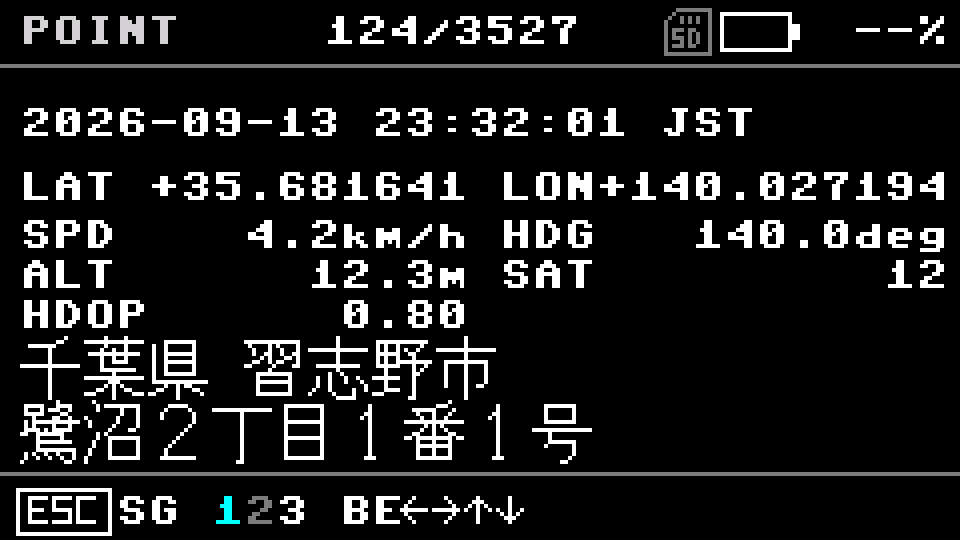 POINT 124/3527 SD --%
2026-09-13 23:32:01 JST
LAT +35.681641 LON+140.027194
SPD 4.2km/h HDG 140.0deg
ALT 12.3m SAT 12
HDOP 0.80
千葉県 習志野市
鷺沼2丁目1番1号
ESC SG 123 BE←→↑↓